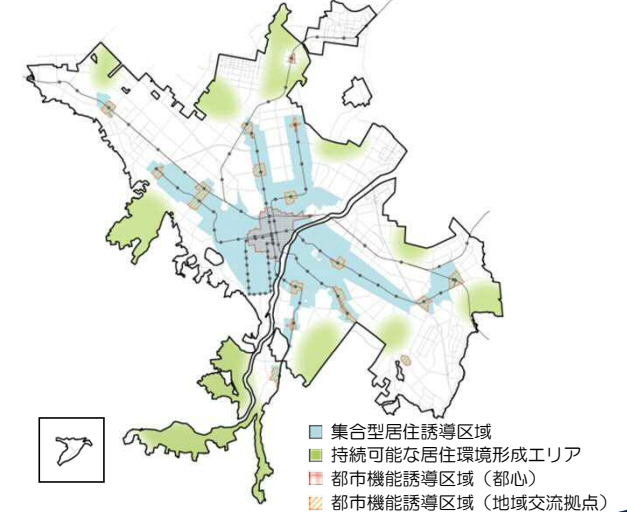 集合型居住誘導区域
持続可能な居住環境形成エリア
都市機能誘導区域（都心）
都市機能誘導区域（地域交流拠点）